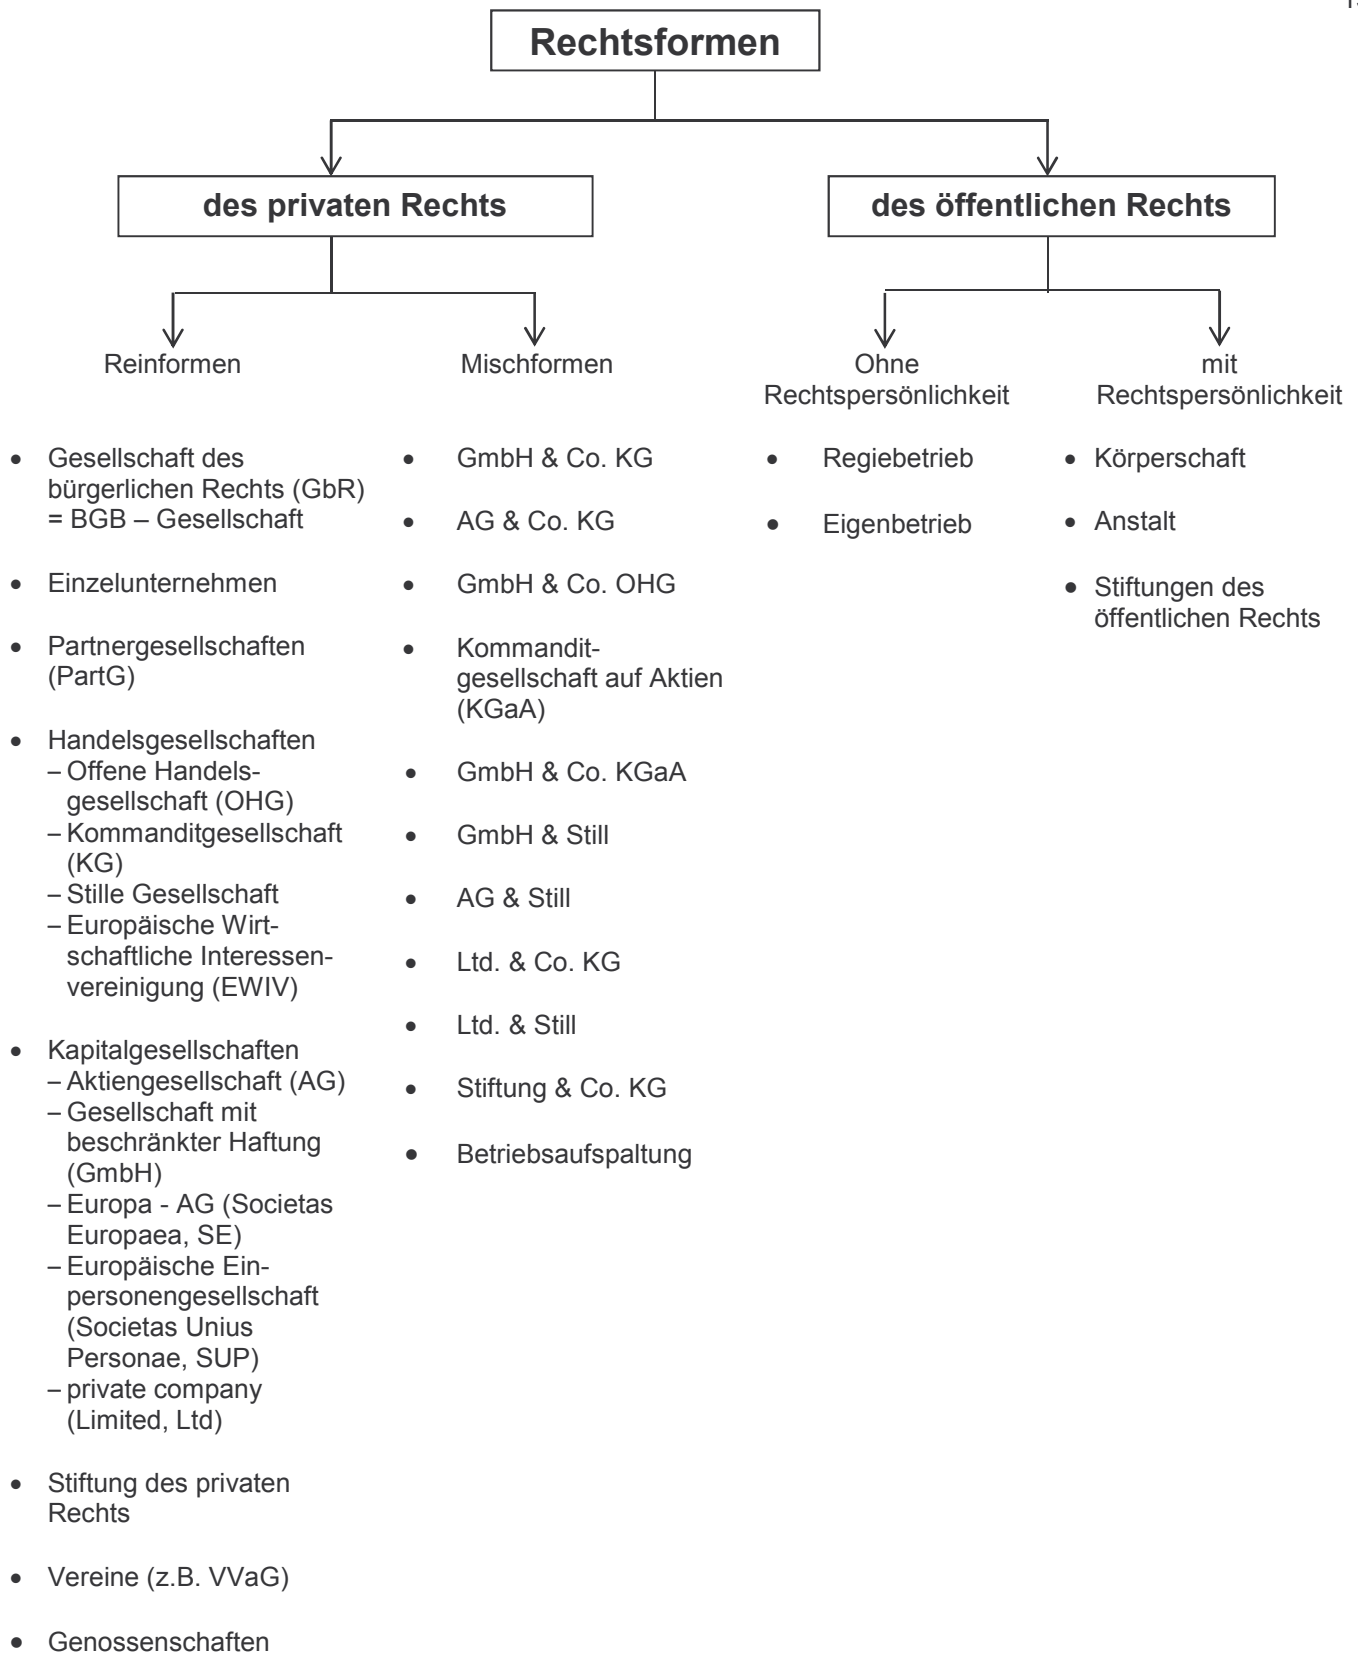 Rechtsformen
des privaten Rechts
des öffentlichen Rechts
Reinformen
Mischformen
Ohne
Rechtspersönlichkeit
mit
Rechtspersönlichkeit
• Gesellschaft des
bürgerlichen Rechts (GbR)
= BGB – Gesellschaft
• Einzelunternehmen
• Partnergesellschaften
(PartG)
• Handelsgesellschaften
– Offene Handels-
gesellschaft (OHG)
– Kommanditgesellschaft
(KG)
– Stille Gesellschaft
– Europäische Wirt-
schaftliche Interessen-
vereinigung (EWIV)
• Kapitalgesellschaften
– Aktiengesellschaft (AG)
– Gesellschaft mit
beschränkter Haftung
(GmbH)
– Europa - AG (Societas
Europaea, SE)
– Europäische Ein-
personengesellschaft
(Societas Unius
Personae, SUP)
– private company
(Limited, Ltd)
• Stiftung des privaten
Rechts
• Vereine (z.B. VVaG)
• Genossenschaften
• GmbH & Co. KG
• AG & Co. KG
• GmbH & Co. OHG
• Kommandit-
gesellschaft auf Aktien
(KGaA)
• GmbH & Co. KGaA
• GmbH & Still
• AG & Still
• Ltd. & Co. KG
• Ltd. & Still
• Stiftung & Co. KG
• Betriebsaufspaltung
• Regiebetrieb
• Eigenbetrieb
• Körperschaft
• Anstalt
• Stiftungen des
öffentlichen Rechts